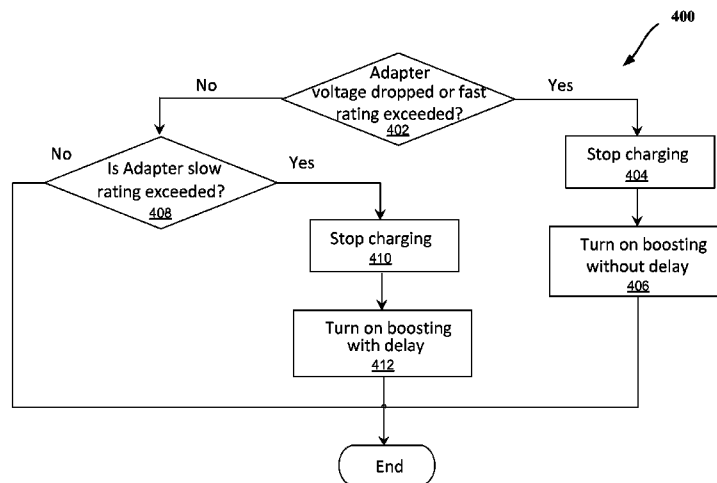 400
Adapter
voltage dropped or fast
rating exceeded?
402
No
Yes
No
Is Adapter slow
rating exceeded?
408
Yes
Stop charging
404
Stop charging
410
Turn on boosting
without delay
406
Turn on boosting
with delay
412
End